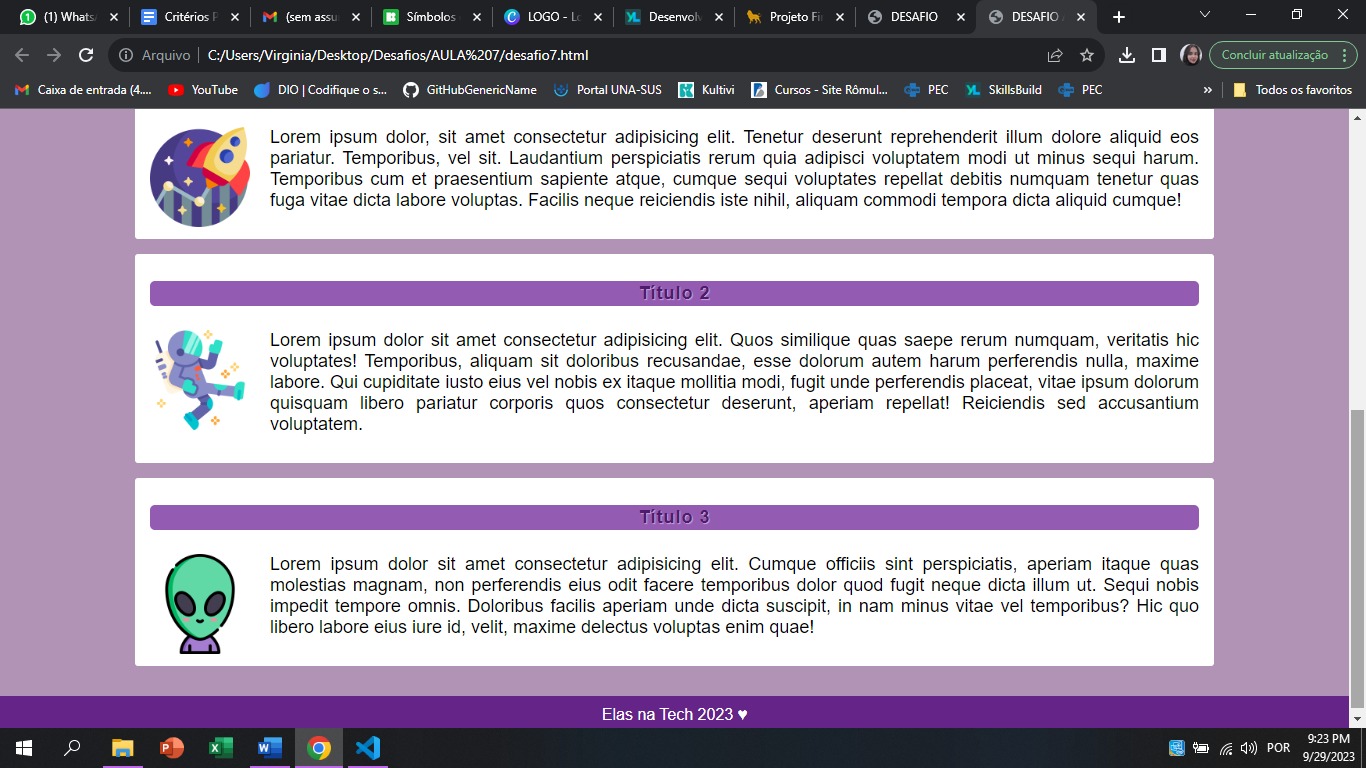 (1) Whats
Critérios P
(sem assu
Símbolos
LOGO - Lo
Desenvolv
Projeto Fin
DESAFIO
DESAFIO
Arquivo C:/Users/Virginia/Desktop/Desafios/AULA%207/desafio7.html
Concluir atualização
Caixa de entrada (4.... YouTube DIO | Codifique o s... GitHubGenericName Portal UNA-SUS Kultivi Cursos - Site Rômul... PEC SkillsBuild PEC » Todos os favoritos
Lorem ipsum dolor, sit amet consectetur adipisicing elit. Tenetur deserunt reprehenderit illum dolore aliquid eos
pariatur. Temporibus, vel sit. Laudantium perspiciatis rerum quia adipisci voluptatem modi ut minus sequi harum.
Temporibus cum et praesentium sapiente atque, cumque sequi voluptates repellat debitis numquam tenetur quas
fuga vitae dicta labore voluptas. Facilis neque reiciendis iste nihil, aliquam commodi tempora dicta aliquid cumque!
Título 2
Lorem ipsum dolor sit amet consectetur adipisicing elit. Quos similique quas saepe rerum numquam, veritatis hic
voluptates! Temporibus, aliquam sit doloribus recusandae, esse dolorum autem harum perferendis nulla, maxime
labore. Qui cupiditate iusto eius vel nobis ex itaque mollitia modi, fugit unde perferendis placeat, vitae ipsum dolorum
quisquam libero pariatur corporis quos consectetur deserunt, aperiam repellat! Reiciendis sed accusantium
voluptatem.
Título 3
Lorem ipsum dolor sit amet consectetur adipisicing elit. Cumque officiis sint perspiciatis, aperiam itaque quas
molestias magnam, non perferendis eius odit facere temporibus dolor quod fugit neque dicta illum ut. Sequi nobis
impedit tempore omnis. Doloribus facilis aperiam unde dicta suscipit, in nam minus vitae vel temporibus? Hic quo
libero labore eius iure id, velit, maxime delectus voluptas enim quae!
Elas na Tech 2023 ♥
POR
9:23 PM
9/29/2023